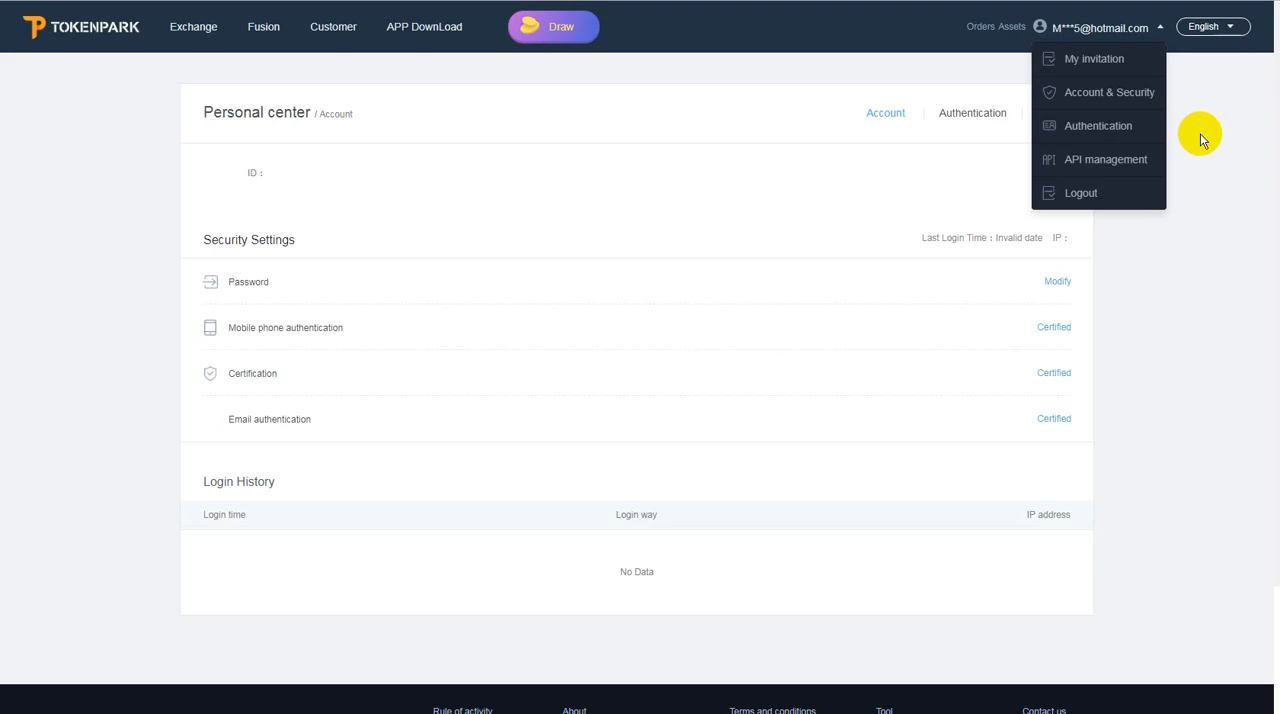 TOKENPARK Exchange Fusion Customer APP DownLoad Draw Orders Assets M***5@hotmail.com English
My invitation
Account & Security
Authentication
API management
Logout
Personal center / Account Account Authentication
ID :
Security Settings Last Login Time : Invalid date IP :
Password Modify
Mobile phone authentication Certified
Certification Certified
Email authentication Certified
Login History
Login time Login way IP address
No Data
Rule of activity About Terms and conditions Tool Contact us